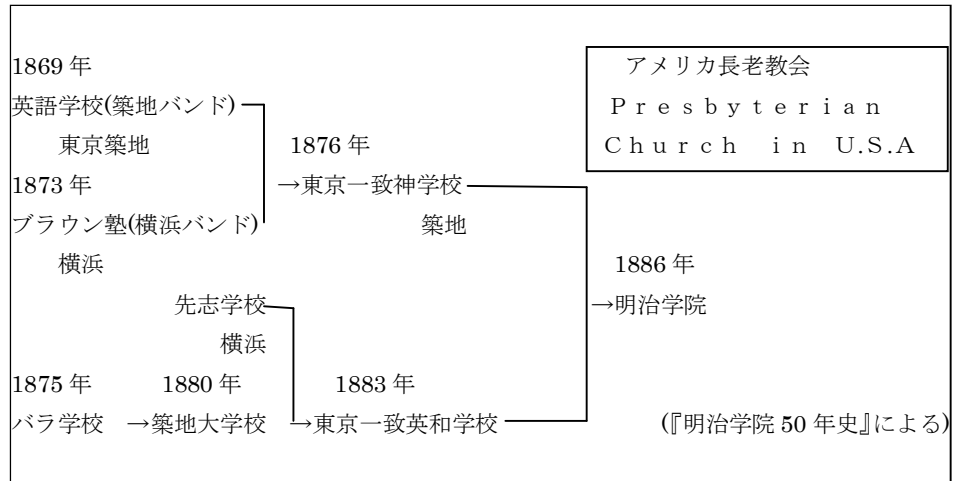 1869 年
アメリカ長老教会
英語学校(築地バンド)
Ｐｒｅｓｂｙｔｅｒｉａｎ
東京築地
1876 年
Ｃｈｕｒｃｈ ｉｎ U.S.A
1873 年
→東京一致神学校
ブラウン塾(横浜バンド)
築地
横浜
1886 年
先志学校
→明治学院
横浜
1875 年
1880 年
1883 年
バラ学校 →築地大学校 →東京一致英和学校
(『明治学院 50 年史』による)